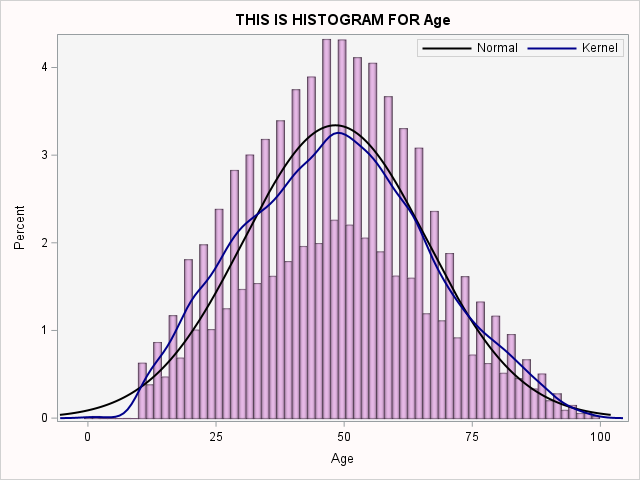 THIS IS HISTOGRAM FOR Age
Normal Kernel
4
3
2
1
0
Percent
0 25 50 75 100
Age